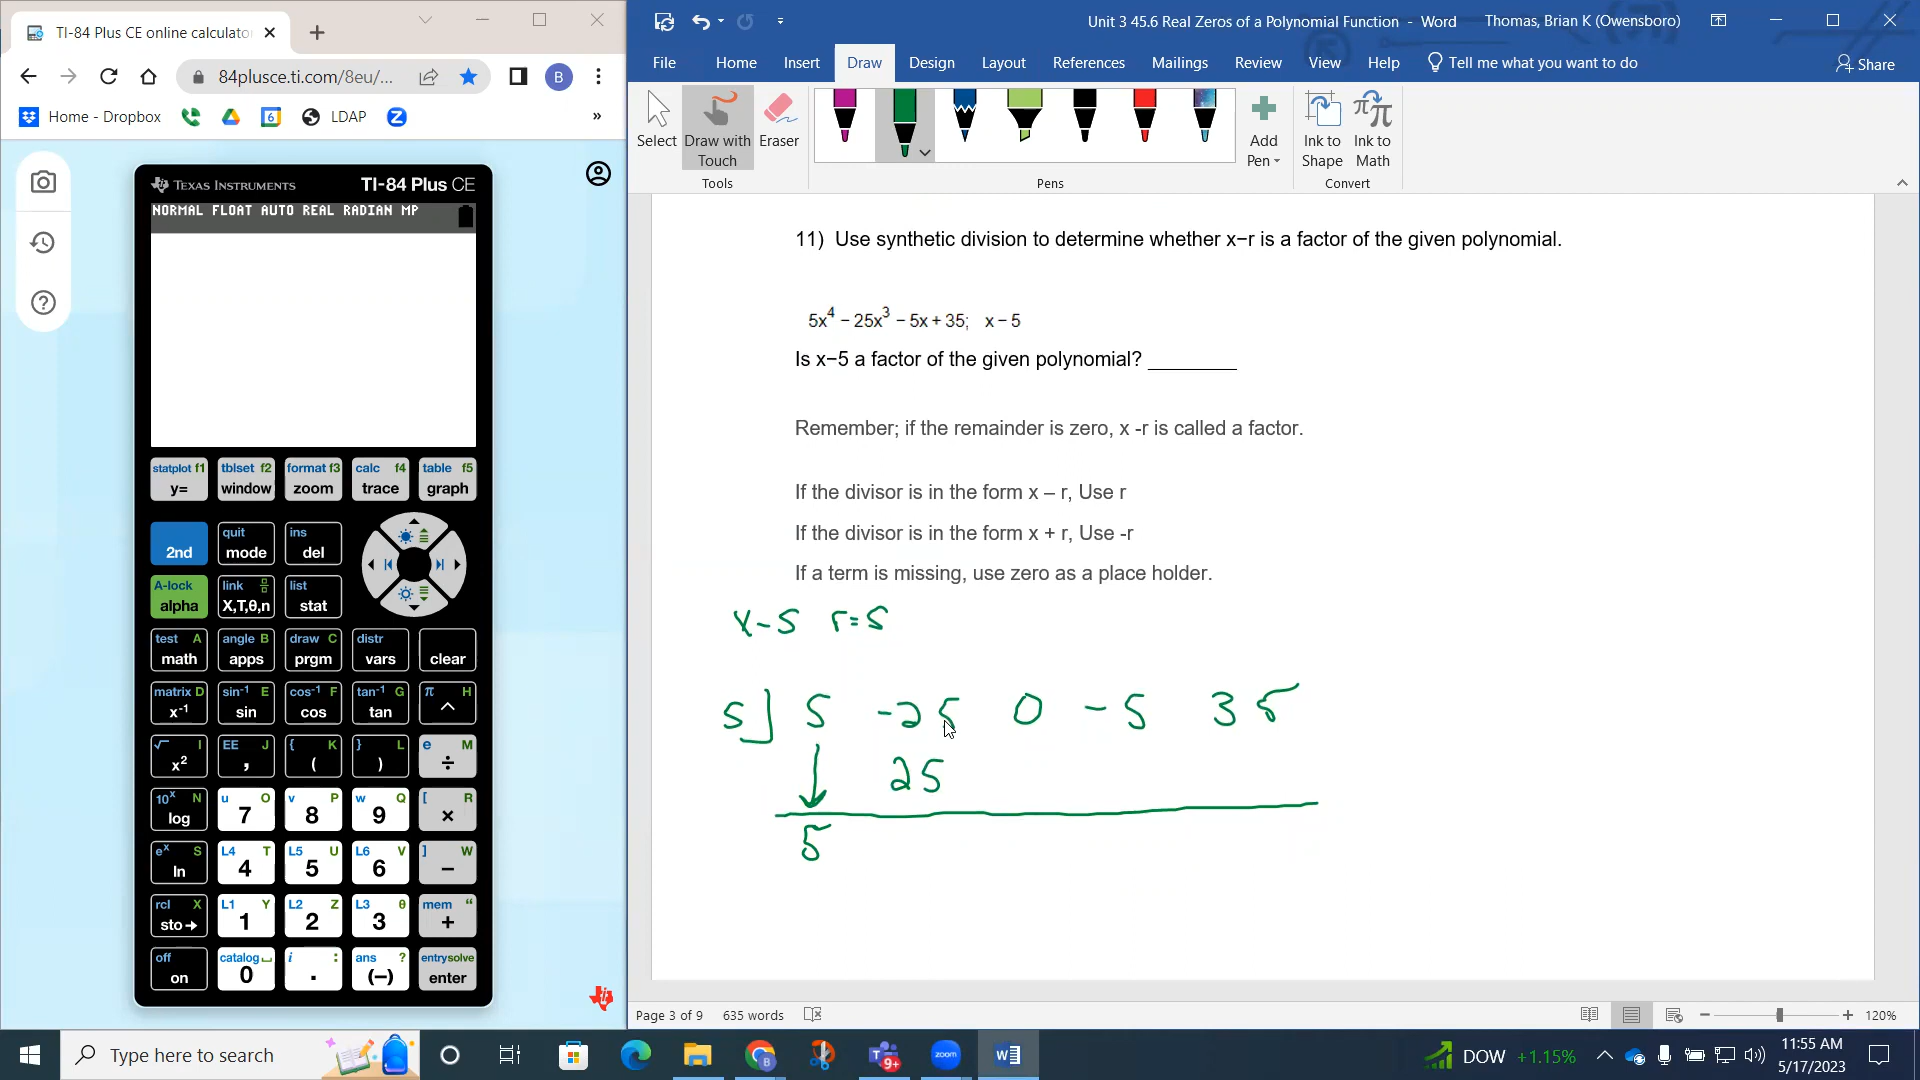 TI-84 Plus CE online calculato
84plusce.ti.com/8eu/...
B
Home - Dropbox
6
LDAP
»
TEXAS INSTRUMENTS TI-84 Plus CE
NORMAL FLOAT AUTO REAL RADIAN MP
statplot f1 tblset f2 format f3 calc f4 table f5
y= window zoom trace graph
quit ins
2nd mode del
A-lock link list
alpha X,T,θ,n stat
test A angle B draw C distr
math apps prgm vars clear
matrix D sin-1 E cos-1 F tan-1 G π H
x-1 sin cos tan ^
√ I EE J { K } L e M
x2 , ( ) ÷
10x N u O v P w Q [ R
log 7 8 9 ×
ex S L4 T L5 U L6 V ] W
ln 4 5 6 −
rcl X L1 Y L2 Z L3 θ mem “
sto→ 1 2 3 +
off catalog i : ans ? entry solve
on 0 . (−) enter
Unit 3 45.6 Real Zeros of a Polynomial Function - Word Thomas, Brian K (Owensboro)
File Home Insert Draw Design Layout References Mailings Review View Help Tell me what you want to do Share
Select Draw with Touch Eraser Add Pen Ink to Shape Ink to Math
Tools Pens Convert
11) Use synthetic division to determine whether x−r is a factor of the given polynomial.
5x4 − 25x3 − 5x + 35; x − 5
Is x−5 a factor of the given polynomial? ________
Remember; if the remainder is zero, x -r is called a factor.
If the divisor is in the form x – r, Use r
If the divisor is in the form x + r, Use -r
If a term is missing, use zero as a place holder.
x-5 r=5
5] 5 -25 0 -5 35
25
5
Page 3 of 9 635 words 120%
Type here to search
9+
zoom
W
DOW +1.15%
11:55 AM
5/17/2023